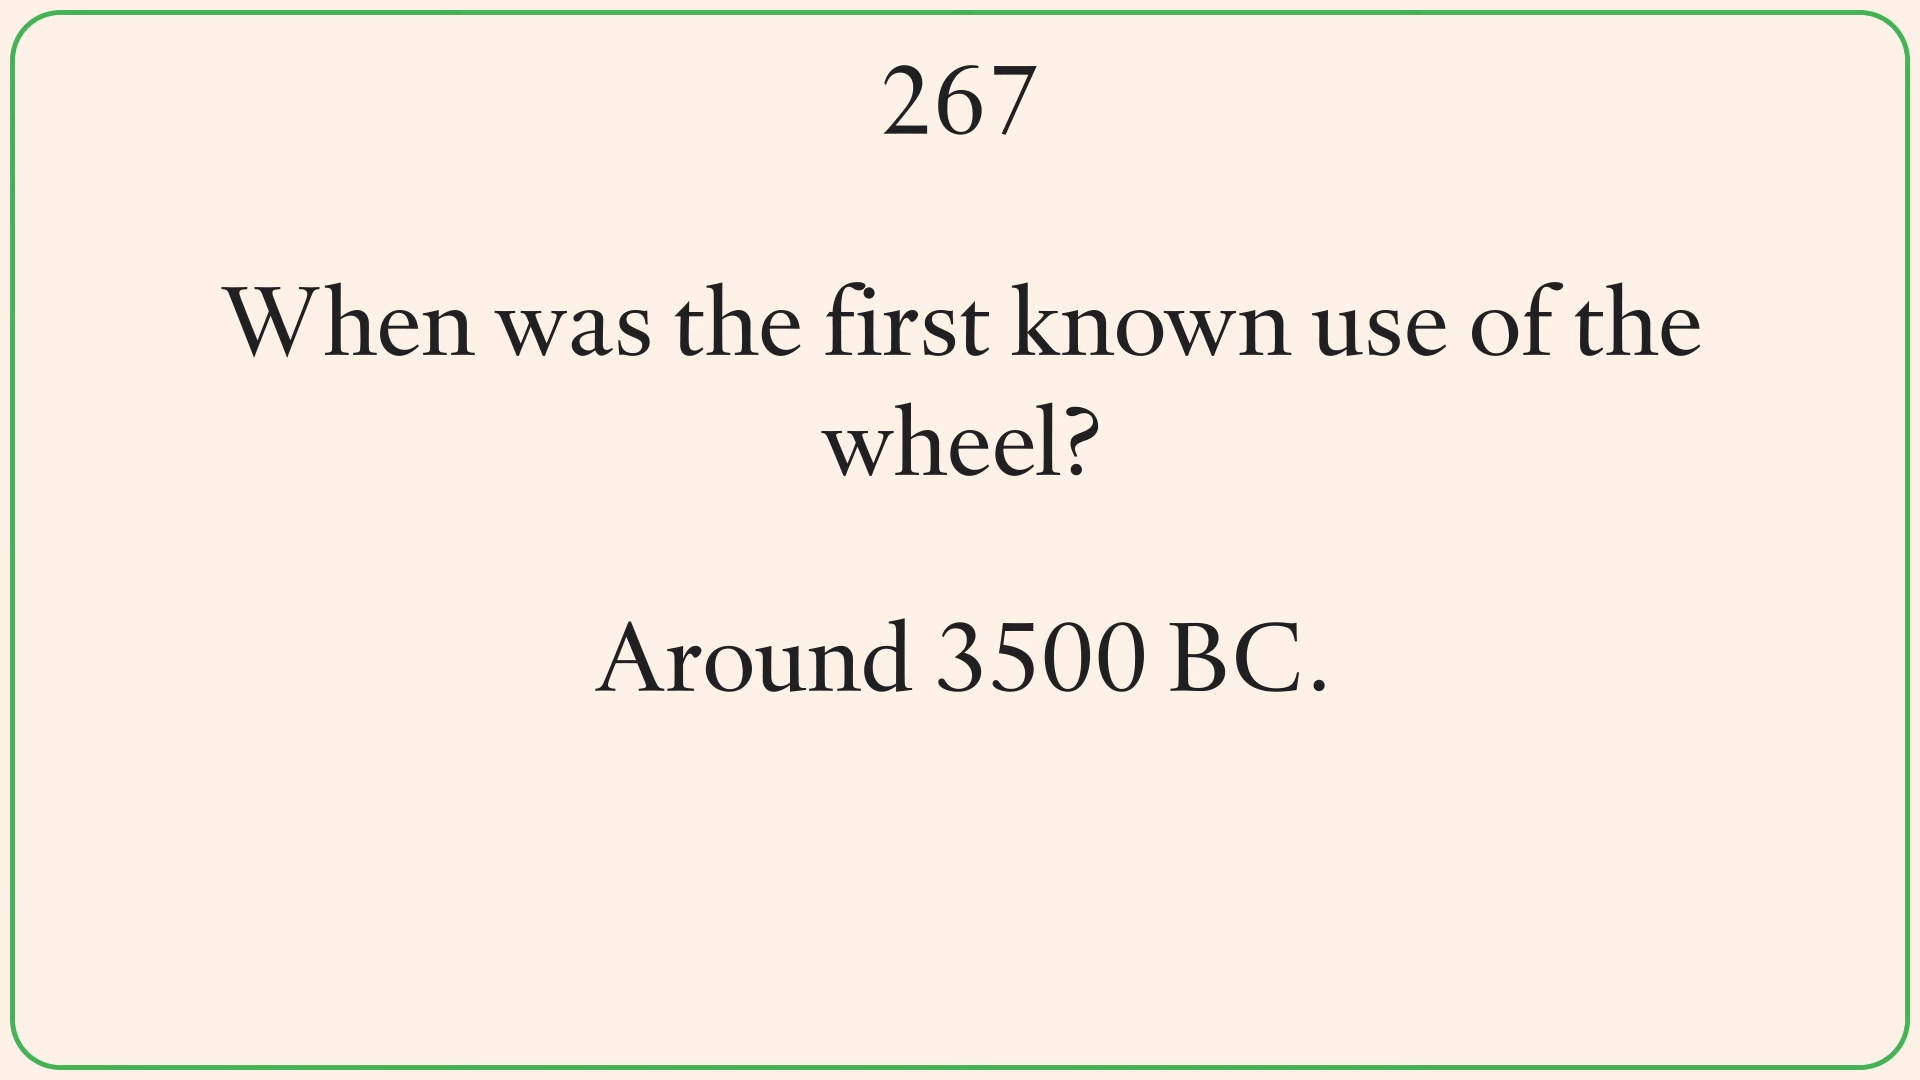 267
When was the first known use of the
wheel?
Around 3500 BC.